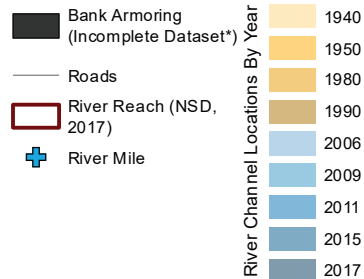 Bank Armoring
(Incomplete Dataset*)
Roads
River Reach (NSD,
2017)
River Mile
River Channel Locations By Year
1940
1950
1980
1990
2006
2009
2011
2015
2017